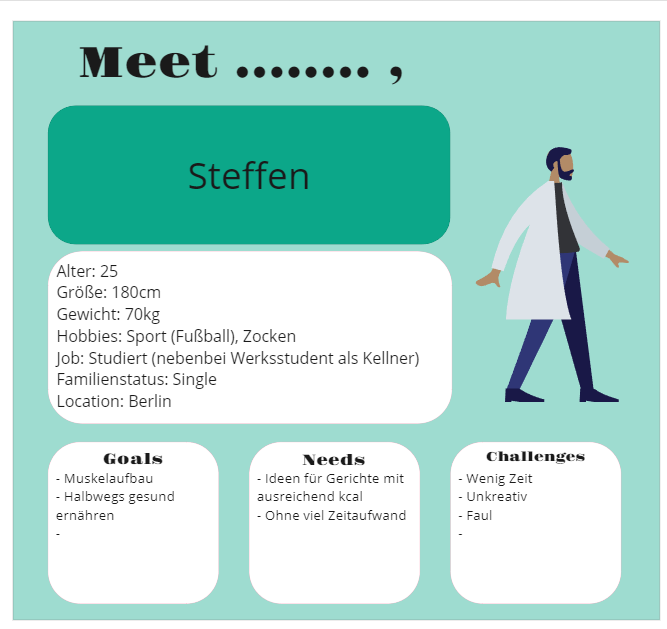 Meet ........ ,
Steffen
Alter: 25
Größe: 180cm
Gewicht: 70kg
Hobbies: Sport (Fußball), Zocken
Job: Studiert (nebenbei Werksstudent als Kellner)
Familienstatus: Single
Location: Berlin
Goals
- Muskelaufbau
- Halbwegs gesund
ernähren
-
Needs
- Ideen für Gerichte mit
ausreichend kcal
- Ohne viel Zeitaufwand
Challenges
- Wenig Zeit
- Unkreativ
- Faul
-